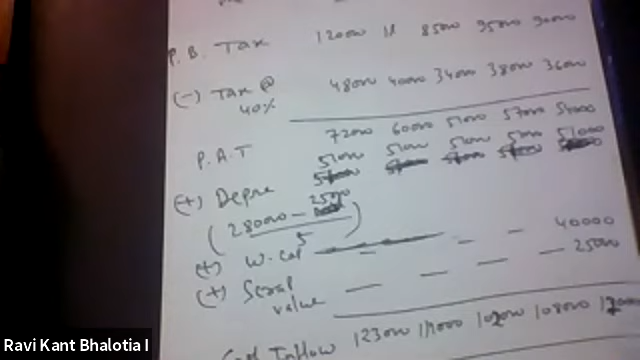 P.B. Tax 120000 11 85000 95000 90000
(-) Tax @ 48000 40000 34000 38000 36000
40%
P.A.T 72000 60000 51000 57000 54000
51000 51000 51000 51000 51000
(+) Depre
(280000 - 25000
5 )
(+) W. Cap - - - 40000
(+) Scrap - - - - 25000
value
Cash Inflow 123000 111000 102000 108000
Ravi Kant Bhalotia I